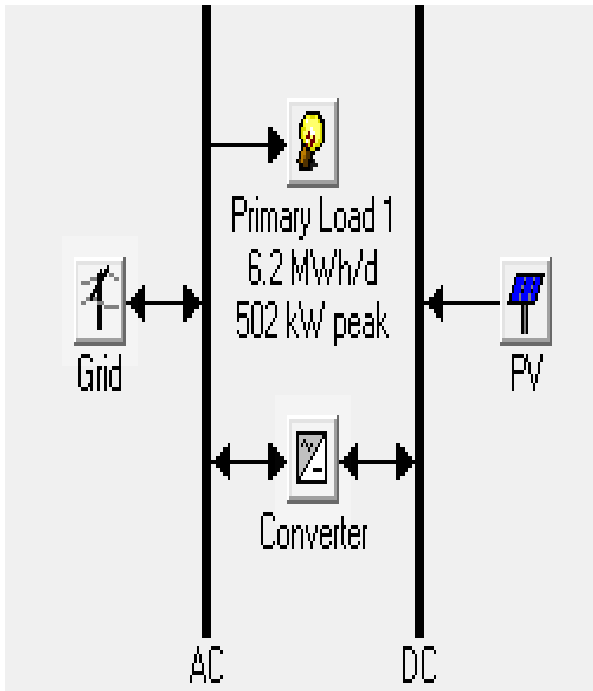 Primary Load 1
6.2 MWh/d
502 kW peak
Grid
PV
Converter
AC
DC